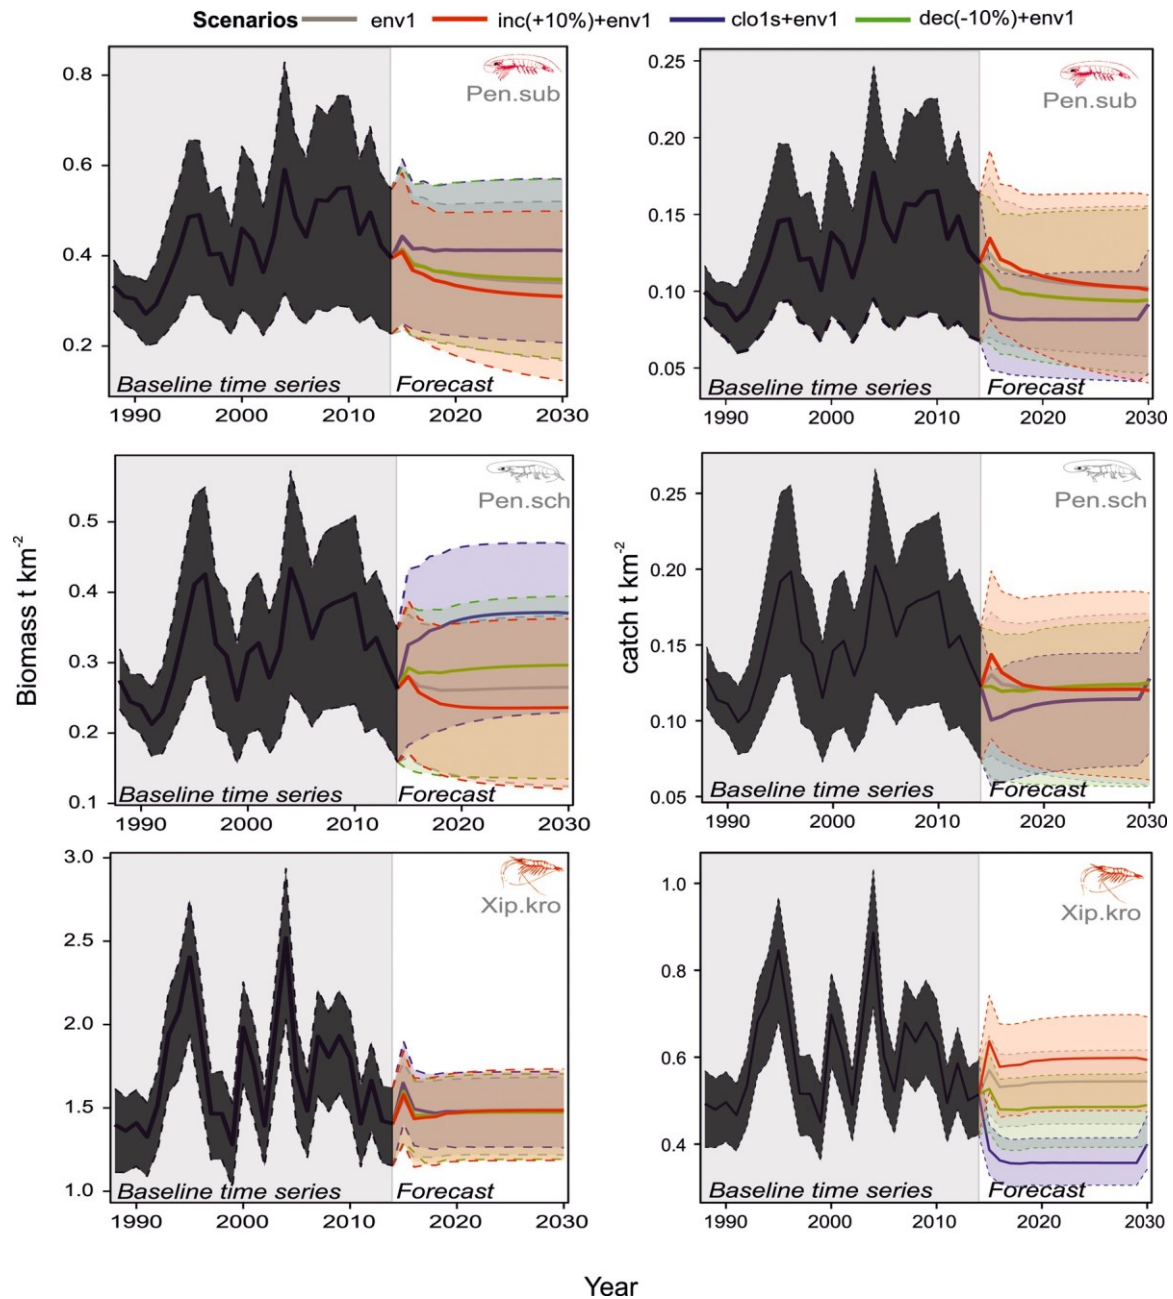 Scenarios env1 inc(+10%)+env1 clo1s+env1 dec(-10%)+env1
0.8
0.6
0.4
0.2
Pen.sub
Baseline time series Forecast
1990 2000 2010 2020 2030
0.25
0.20
0.15
0.10
0.05
Pen.sub
Baseline time series Forecast
1990 2000 2010 2020 2030
Biomass t km-2
0.5
0.4
0.3
0.2
0.1
Pen.sch
Baseline time series Forecast
1990 2000 2010 2020 2030
catch t km-2
0.25
0.20
0.15
0.10
0.05
Pen.sch
Baseline time series Forecast
1990 2000 2010 2020 2030
3.0
2.5
2.0
1.5
1.0
Xip.kro
Baseline time series Forecast
1990 2000 2010 2020 2030
1.0
0.8
0.6
0.4
Xip.kro
Baseline time series Forecast
1990 2000 2010 2020 2030
Year